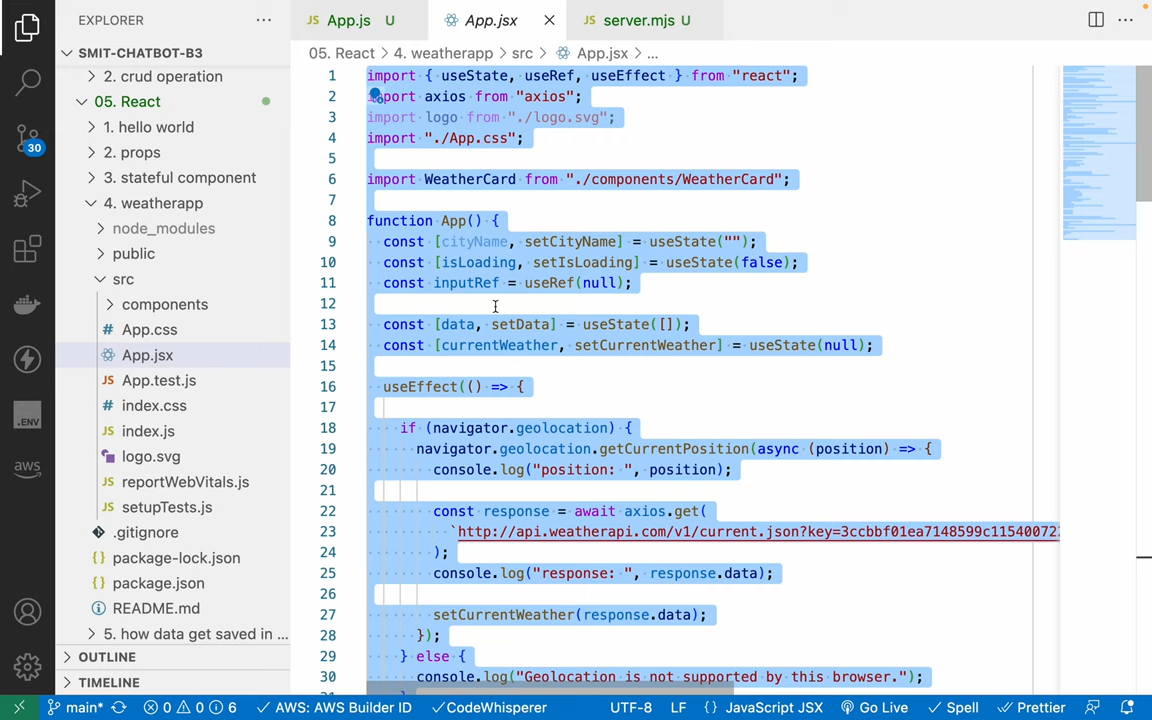 EXPLORER
SMIT-CHATBOT-B3
2. crud operation
05. React
1. hello world
2. props
3. stateful component
4. weatherapp
node_modules
public
src
components
# App.css
App.jsx
JS App.test.js
# index.css
JS index.js
logo.svg
JS reportWebVitals.js
JS setupTests.js
.gitignore
{} package-lock.json
{} package.json
README.md
5. how data get saved in ...
OUTLINE
TIMELINE
30
.ENV
aws
JS App.js U
App.jsx
JS server.mjs U
05. React > 4. weatherapp > src > App.jsx > ...
1 import { useState, useRef, useEffect } from "react";
2 import axios from "axios";
3 import logo from "./logo.svg";
4 import "./App.css";
5
6 import WeatherCard from "./components/WeatherCard";
7
8 function App() {
9 const [cityName, setCityName] = useState("");
10 const [isLoading, setIsLoading] = useState(false);
11 const inputRef = useRef(null);
12
13 const [data, setData] = useState([]);
14 const [currentWeather, setCurrentWeather] = useState(null);
15
16 useEffect(() => {
17
18 if (navigator.geolocation) {
19 navigator.geolocation.getCurrentPosition(async (position) => {
20 console.log("position: ", position);
21
22 const response = await axios.get(
23 `http://api.weatherapi.com/v1/current.json?key=3ccbbf01ea7148599c1154007
24 );
25 console.log("response: ", response.data);
26
27 setCurrentWeather(response.data);
28 });
29 } else {
30 console.log("Geolocation is not supported by this browser.");
main* 0 0 6 AWS: AWS Builder ID CodeWhisperer UTF-8 LF {} JavaScript JSX Go Live Spell Prettier